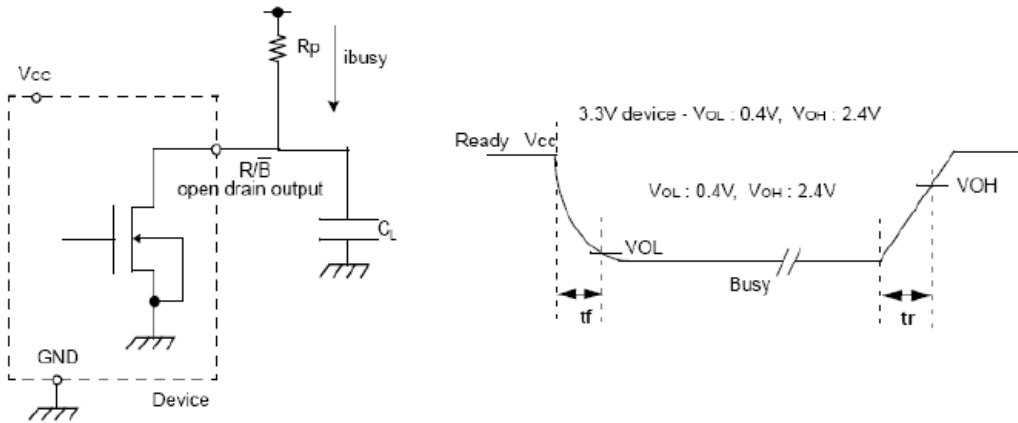 Rp
ibusy
Vcc
R/B̅
open drain output
CL
GND
Device
3.3V device - VOL : 0.4V, VOH : 2.4V
Ready Vcc
VOL : 0.4V, VOH : 2.4V
VOH
VOL
Busy
tf
tr